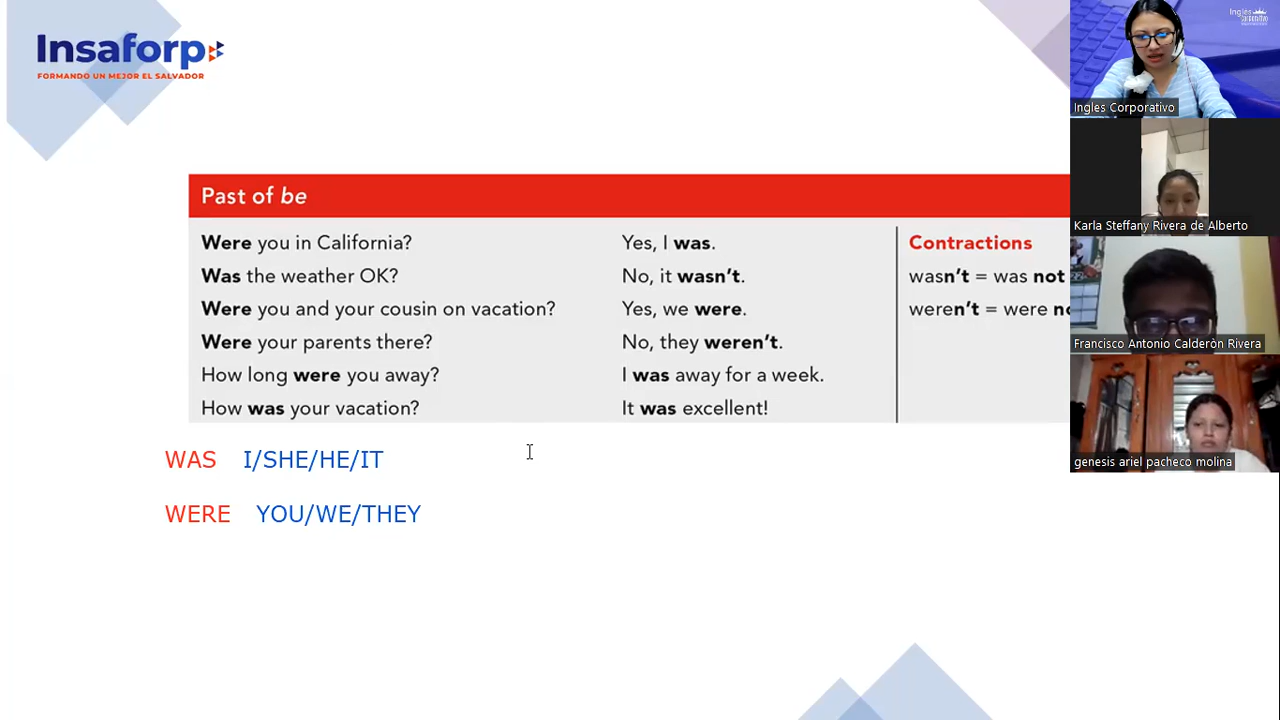 Insaforp
FORMANDO UN MEJOR EL SALVADOR
Past of be
Were you in California? Yes, I was.
Was the weather OK? No, it wasn't.
Were you and your cousin on vacation? Yes, we were.
Were your parents there? No, they weren't.
How long were you away? I was away for a week.
How was your vacation? It was excellent!
Contractions
wasn't = was not
weren't = were no
WAS I/SHE/HE/IT
WERE YOU/WE/THEY
Ingles
Ingles Corporativo
Karla Steffany Rivera de Alberto
Francisco Antonio Calderòn Rivera
genesis ariel pacheco molina